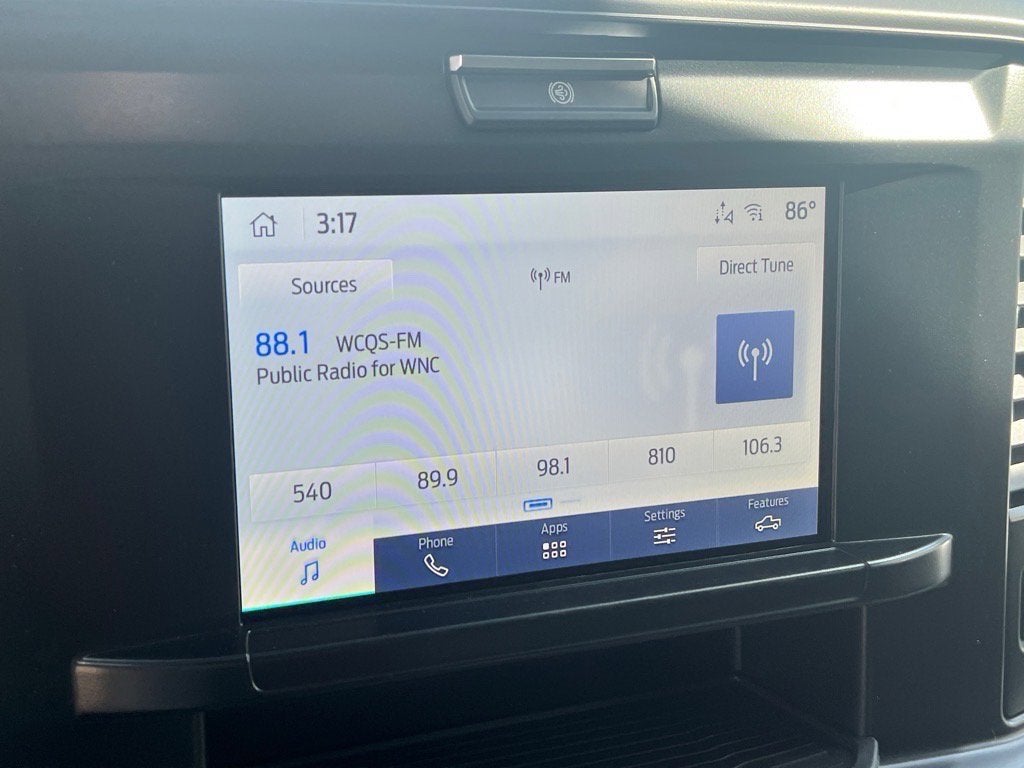 3:17
86°
Sources
FM
Direct Tune
88.1 WCQS-FM
Public Radio for WNC
540
89.9
98.1
810
106.3
Audio
Phone
Apps
Settings
Features